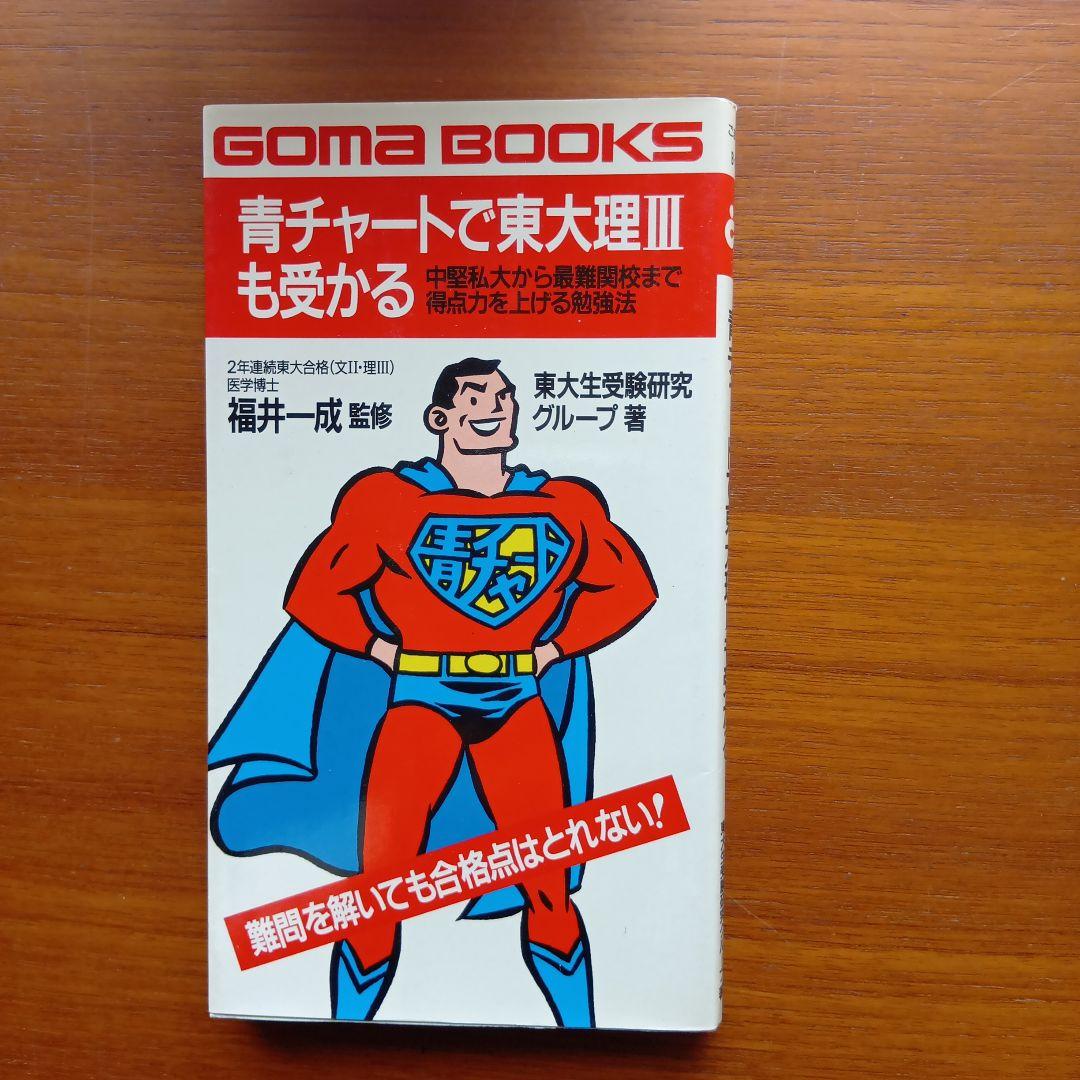 GOMA BOOKS
青チャートで東大理III
も受かる
中堅私大から最難関校まで
得点力を上げる勉強法
2年連続東大合格(文II・理III)
医学博士
福井一成 監修
東大生受験研究
グループ 著
青チャート
難問を解いても合格点はとれない!